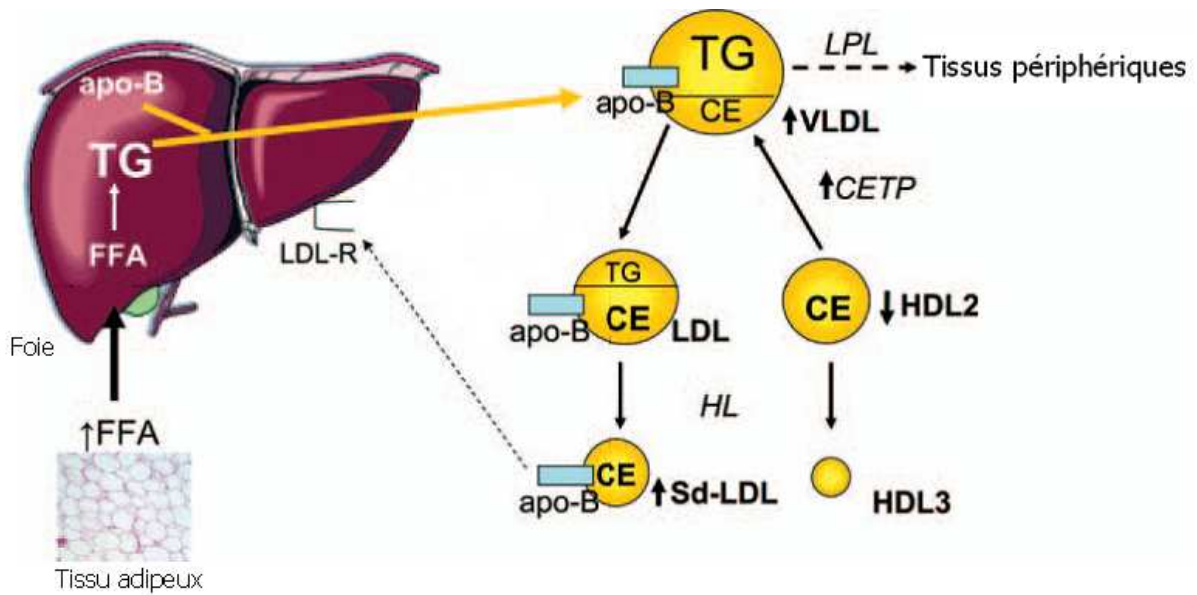 apo-B
TG
FFA
Foie
↑FFA
Tissu adipeux
LDL-R
TG
apo-B
CE
↑VLDL
LPL
Tissus périphériques
↑CETP
TG
CE
apo-B
LDL
CE
↓HDL2
HL
CE
apo-B
↑Sd-LDL
HDL3